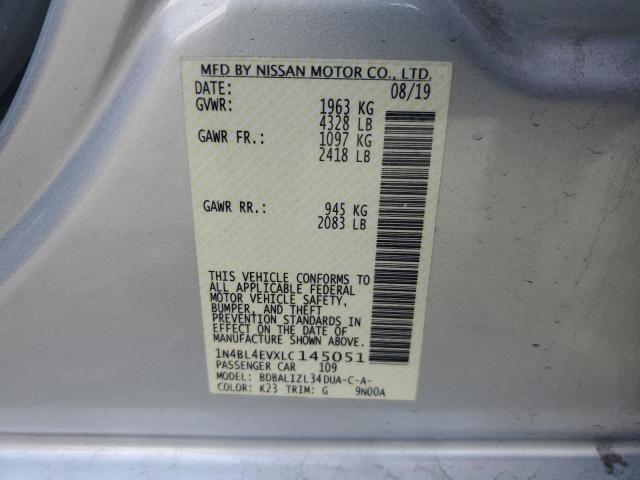 MFD BY NISSAN MOTOR CO., LTD.
DATE: 08/19
GVWR: 1963 KG
4328 LB
GAWR FR.: 1097 KG
2418 LB
GAWR RR.: 945 KG
2083 LB
THIS VEHICLE CONFORMS TO
ALL APPLICABLE FEDERAL
MOTOR VEHICLE SAFETY,
BUMPER, AND THEFT
PREVENTION STANDARDS IN
EFFECT ON THE DATE OF
MANUFACTURE SHOWN ABOVE.
1N4BL4EVXLC145051
PASSENGER CAR 109
MODEL: BDBALIZL34DUA-C-A-
COLOR: K23 TRIM: G 9N00A